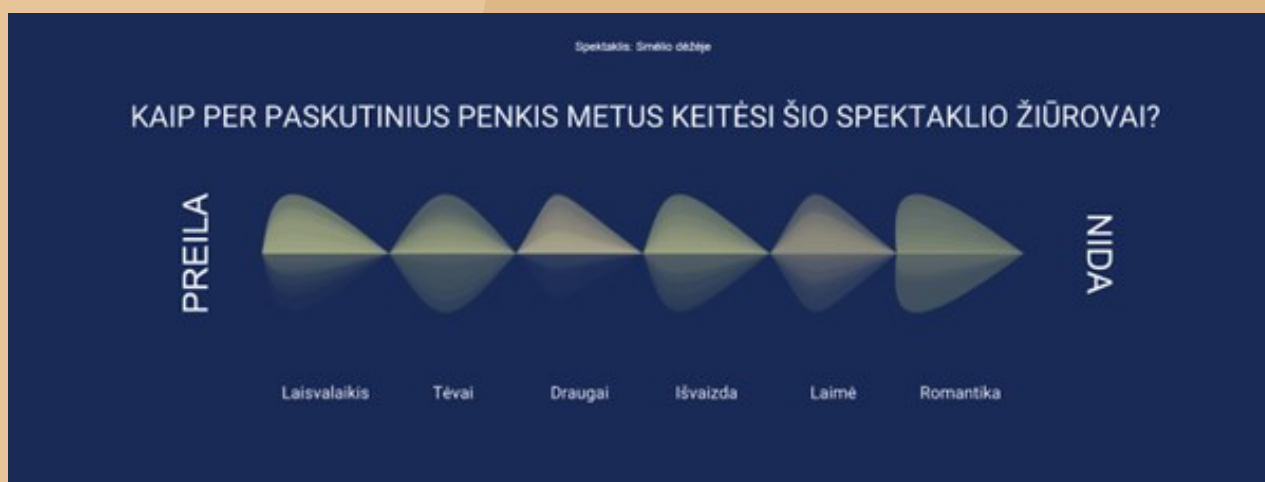 Spektaklis: Smėlio dėžėje
KAIP PER PASKUTINIUS PENKIS METUS KEITĖSI ŠIO SPEKTAKLIO ŽIŪROVAI?
PREILA
NIDA
Laisvalaikis Tėvai Draugai Išvaizda Laimė Romantika